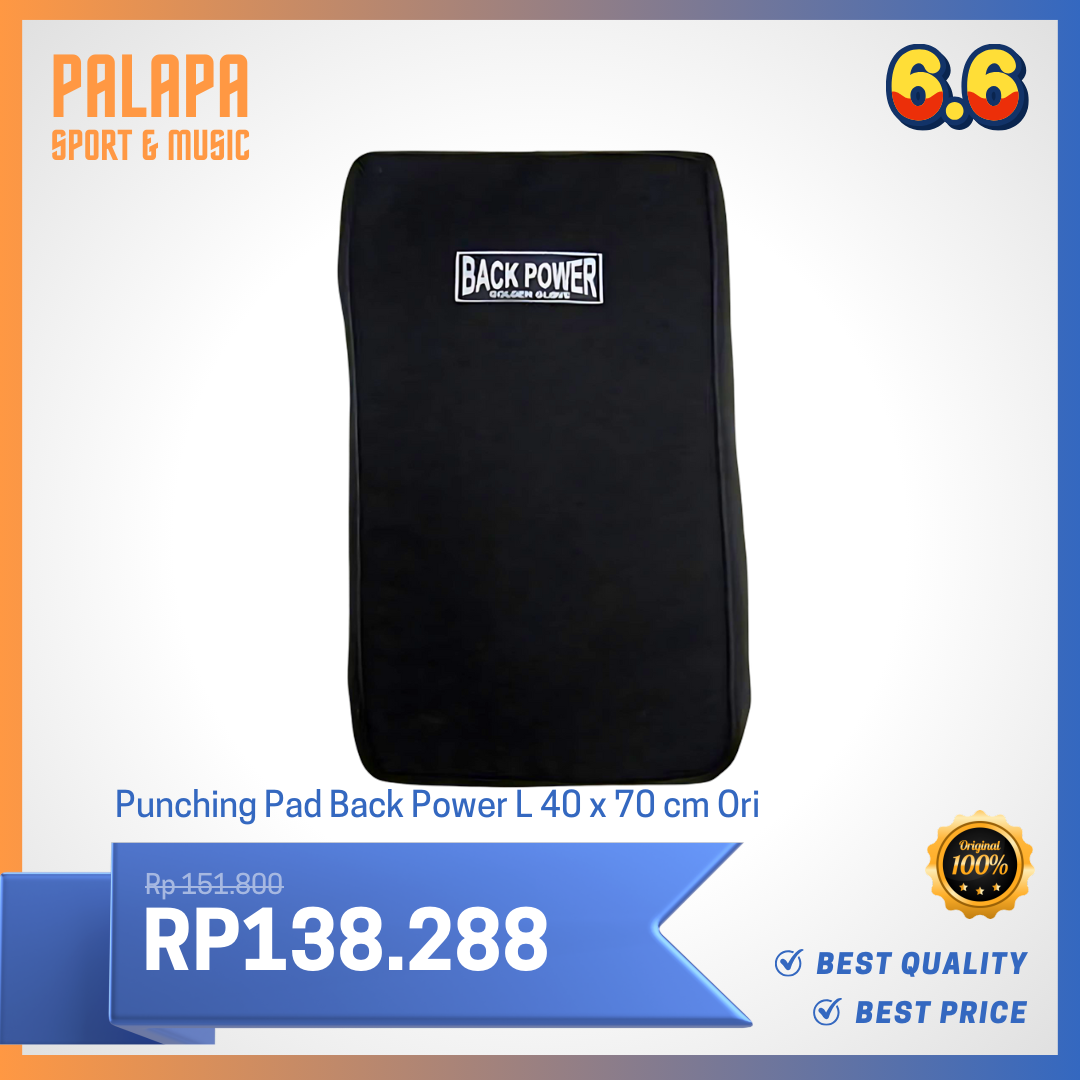 PALAPA
SPORT & MUSIC
6.6
BACK POWER
GOLDEN GLOVE
Punching Pad Back Power L 40 x 70 cm Ori
Rp 151.800
RP138.288
Original
100%
BEST QUALITY
BEST PRICE